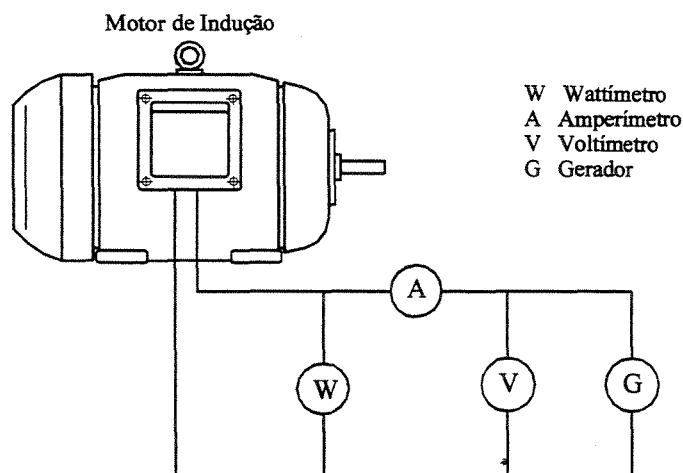 Motor de Indução
W Wattímetro
A Amperímetro
V Voltímetro
G Gerador
A
W
V
G